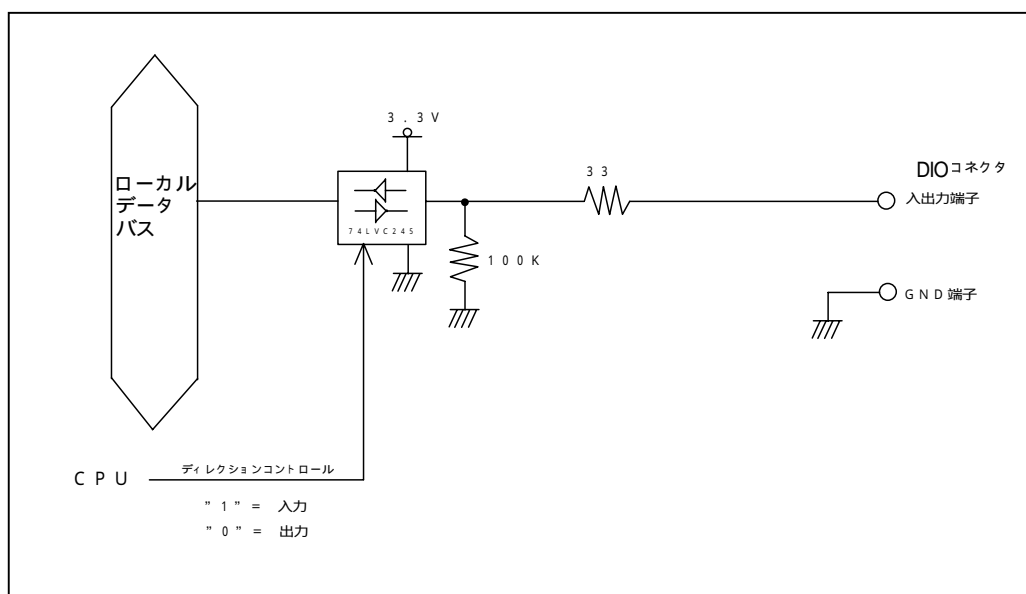 3.3V
ローカル
データ
バス
74LVC245
33
100K
DIOコネクタ
入出力端子
GND端子
CPU
ディレクションコントロール
"1"= 入力
"0"= 出力